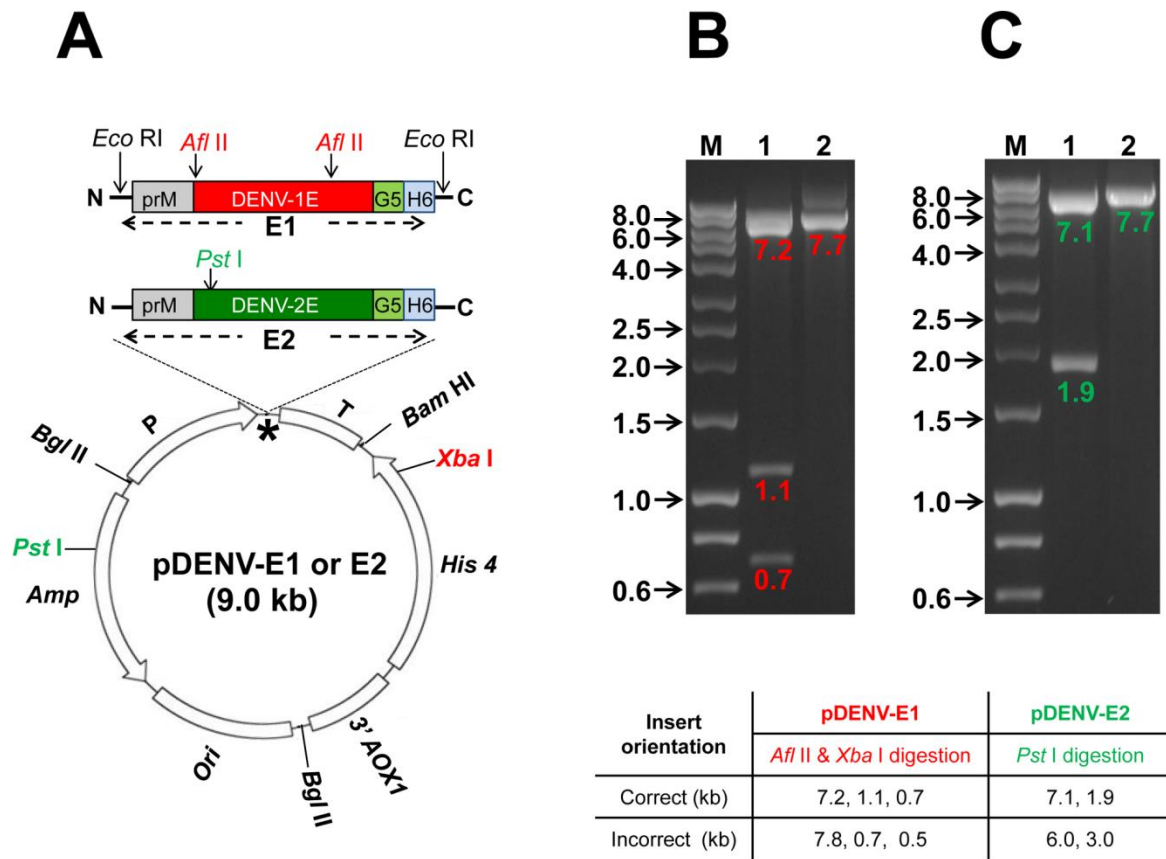 A
Eco RI
Afl II
Afl II
Eco RI
N
prM
DENV-1E
G5
H6
C
E1
Pst I
N
prM
DENV-2E
G5
H6
C
E2
Bgl II
P
*
T
Bam HI
Xba I
Pst I
Amp
pDENV-E1 or E2
(9.0 kb)
His 4
Ori
Bgl II
3' AOX1
B
M 1 2
8.0
6.0
4.0
2.5
2.0
1.5
1.0
0.6
7.2
7.7
1.1
0.7
C
M 1 2
8.0
6.0
4.0
2.5
2.0
1.5
1.0
0.6
7.1
7.7
1.9
Insert orientation
pDENV-E1
pDENV-E2
Afl II & Xba I digestion
Pst I digestion
Correct (kb) 7.2, 1.1, 0.7 7.1, 1.9
Incorrect (kb) 7.8, 0.7, 0.5 6.0, 3.0